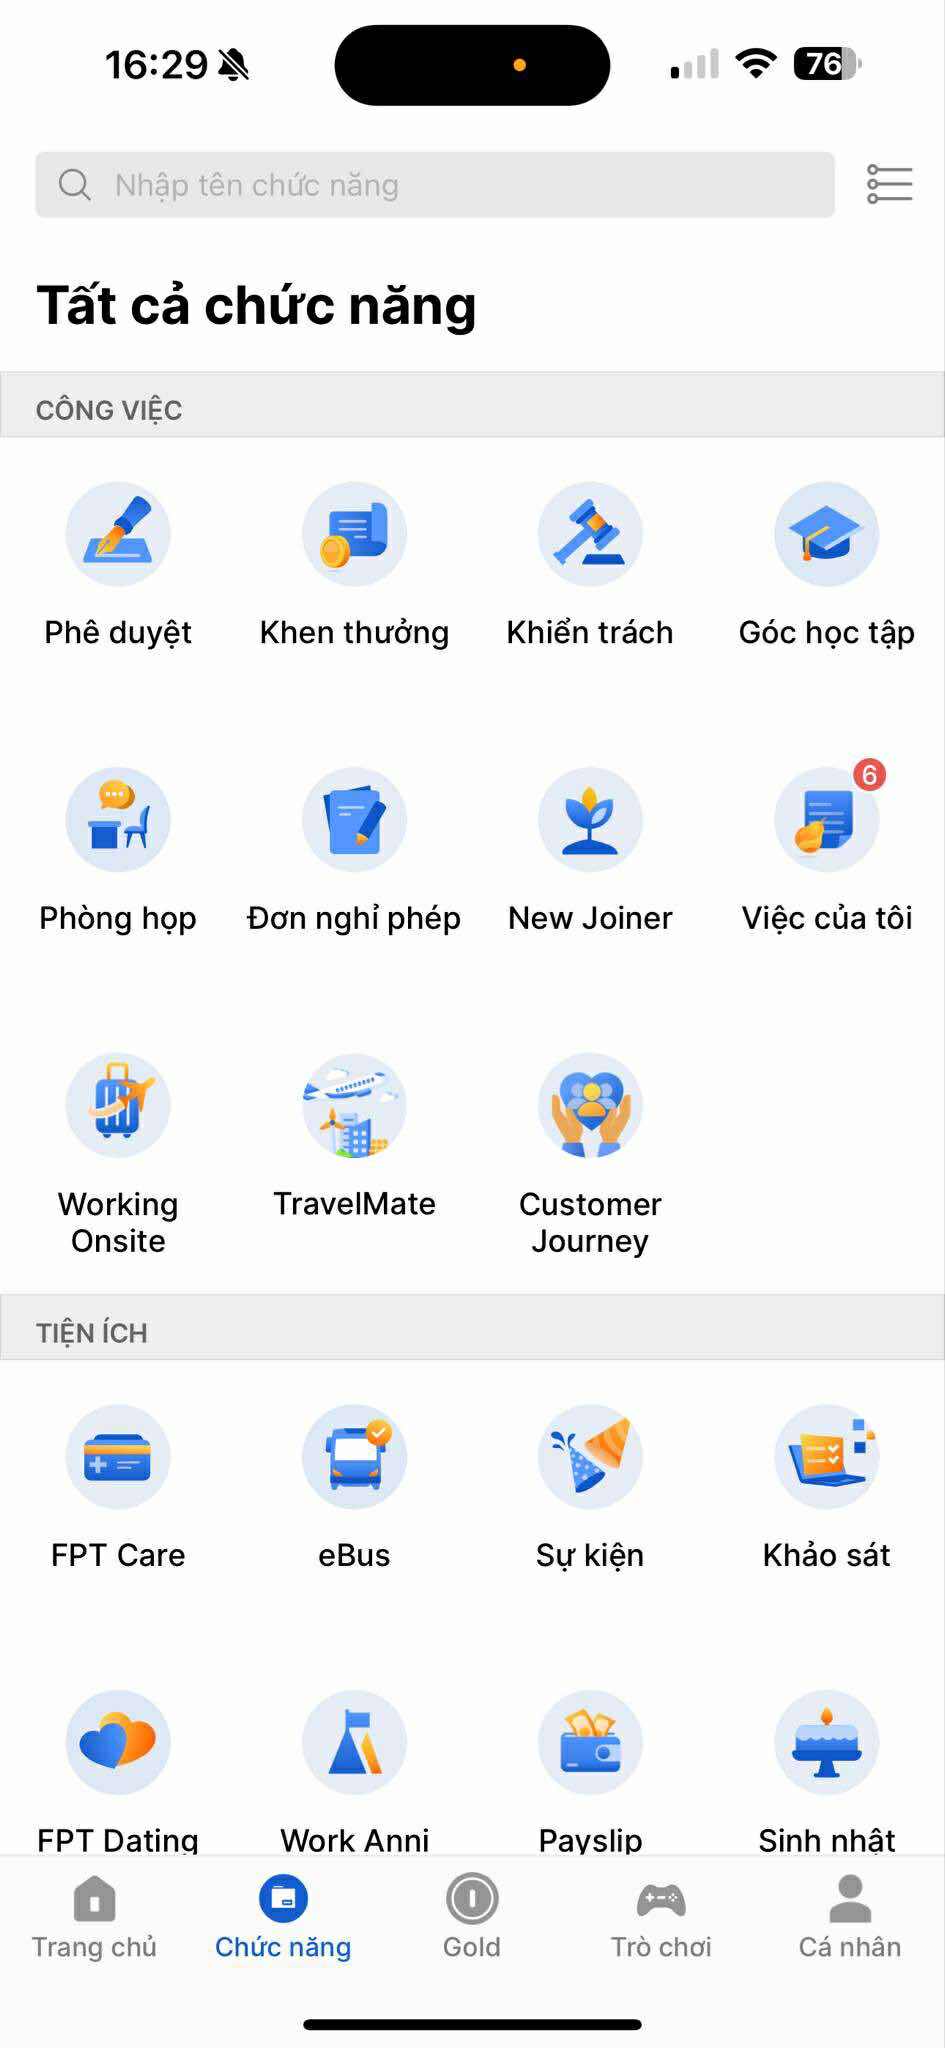 16:29
76
Nhập tên chức năng
Tất cả chức năng
CÔNG VIỆC
Phê duyệt
Khen thưởng
Khiển trách
Góc học tập
6
Phòng họp
Đơn nghỉ phép
New Joiner
Việc của tôi
Working
Onsite
TravelMate
Customer
Journey
TIỆN ÍCH
FPT Care
eBus
Sự kiện
Khảo sát
FPT Dating
Work Anni
Payslip
Sinh nhật
Trang chủ
Chức năng
Gold
Trò chơi
Cá nhân